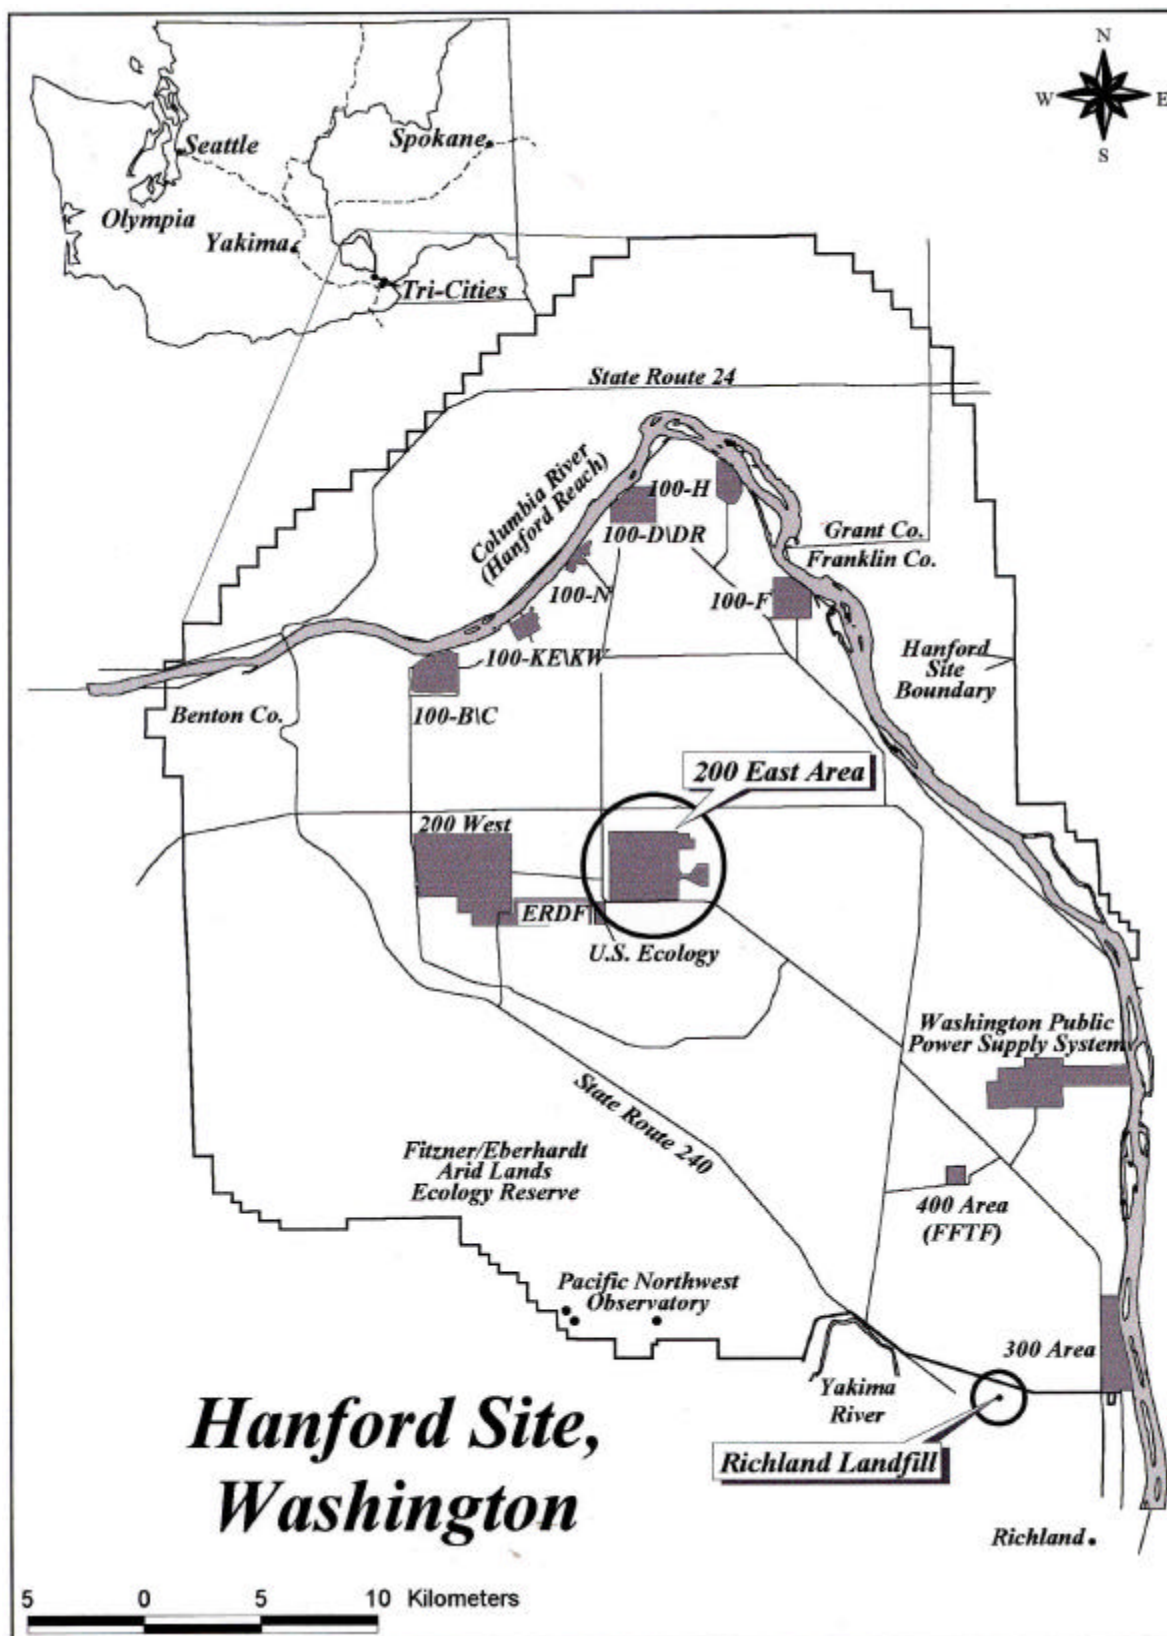 N
W E
S
Seattle
Spokane
Olympia
Yakima
Tri-Cities
State Route 24
Columbia River
(Hanford Reach)
100-H
100-D\DR
Grant Co.
Franklin Co.
100-N
100-F
100-KE\KW
Hanford
Site
Boundary
Benton Co.
100-B\C
200 East Area
200 West
ERDF
U.S. Ecology
Washington Public
Power Supply System
State Route 240
Fitzner/Eberhardt
Arid Lands
Ecology Reserve
400 Area
(FFTF)
Pacific Northwest
Observatory
300 Area
Yakima
River
Richland Landfill
Hanford Site,
Washington
Richland
5 0 5 10 Kilometers